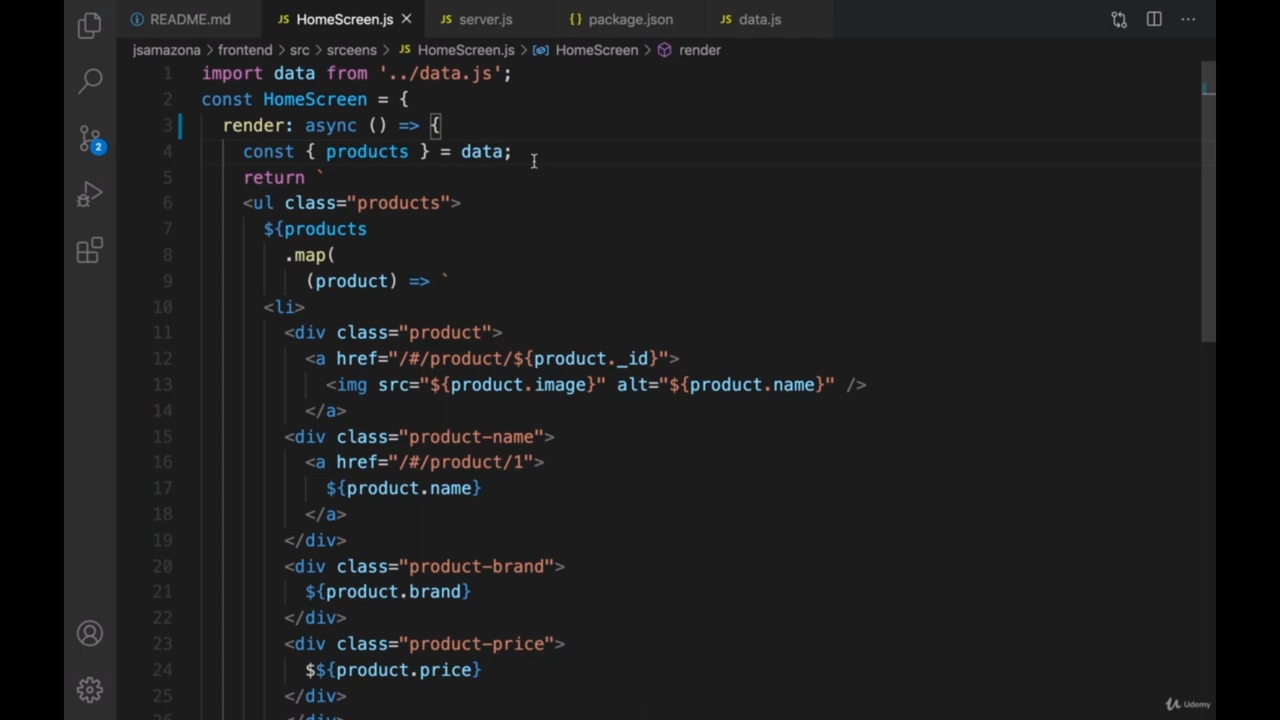 README.md HomeScreen.js server.js package.json data.js
jsamazona frontend src srceens HomeScreen.js HomeScreen render
1 import data from '../data.js';
2 const HomeScreen = {
3 render: async () => {
4 const { products } = data;
5 return `
6 <ul class="products">
7 ${products
8 .map(
9 (product) => `
10 <li>
11 <div class="product">
12 <a href="/#/product/${product._id}">
13 <img src="${product.image}" alt="${product.name}" />
14 </a>
15 <div class="product-name">
16 <a href="/#/product/1">
17 ${product.name}
18 </a>
19 </div>
20 <div class="product-brand">
21 ${product.brand}
22 </div>
23 <div class="product-price">
24 $${product.price}
25 </div>
2
Udemy